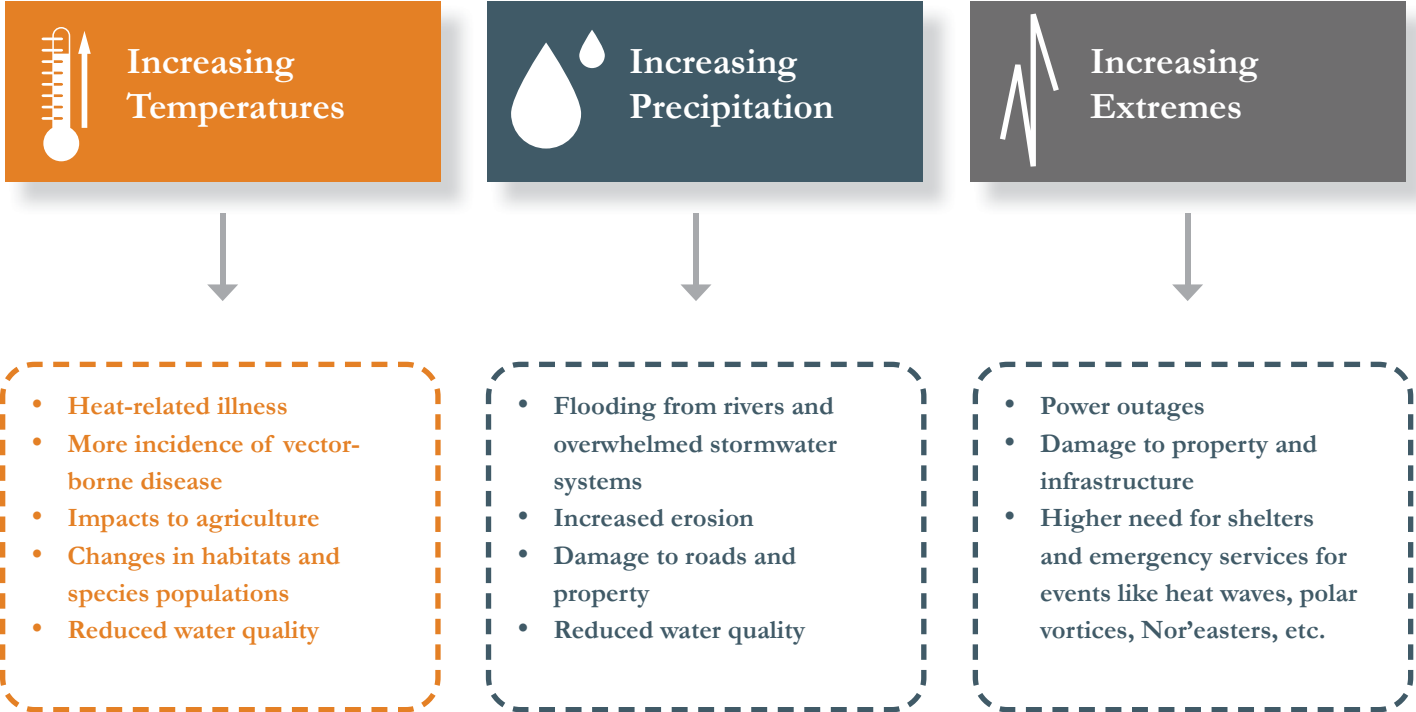 Increasing
Temperatures
Increasing
Precipitation
Increasing
Extremes
• Heat-related illness
• More incidence of vector-
borne disease
• Impacts to agriculture
• Changes in habitats and
species populations
• Reduced water quality
• Flooding from rivers and
overwhelmed stormwater
systems
• Increased erosion
• Damage to roads and
property
• Reduced water quality
• Power outages
• Damage to property and
infrastructure
• Higher need for shelters
and emergency services for
events like heat waves, polar
vortices, Nor’easters, etc.